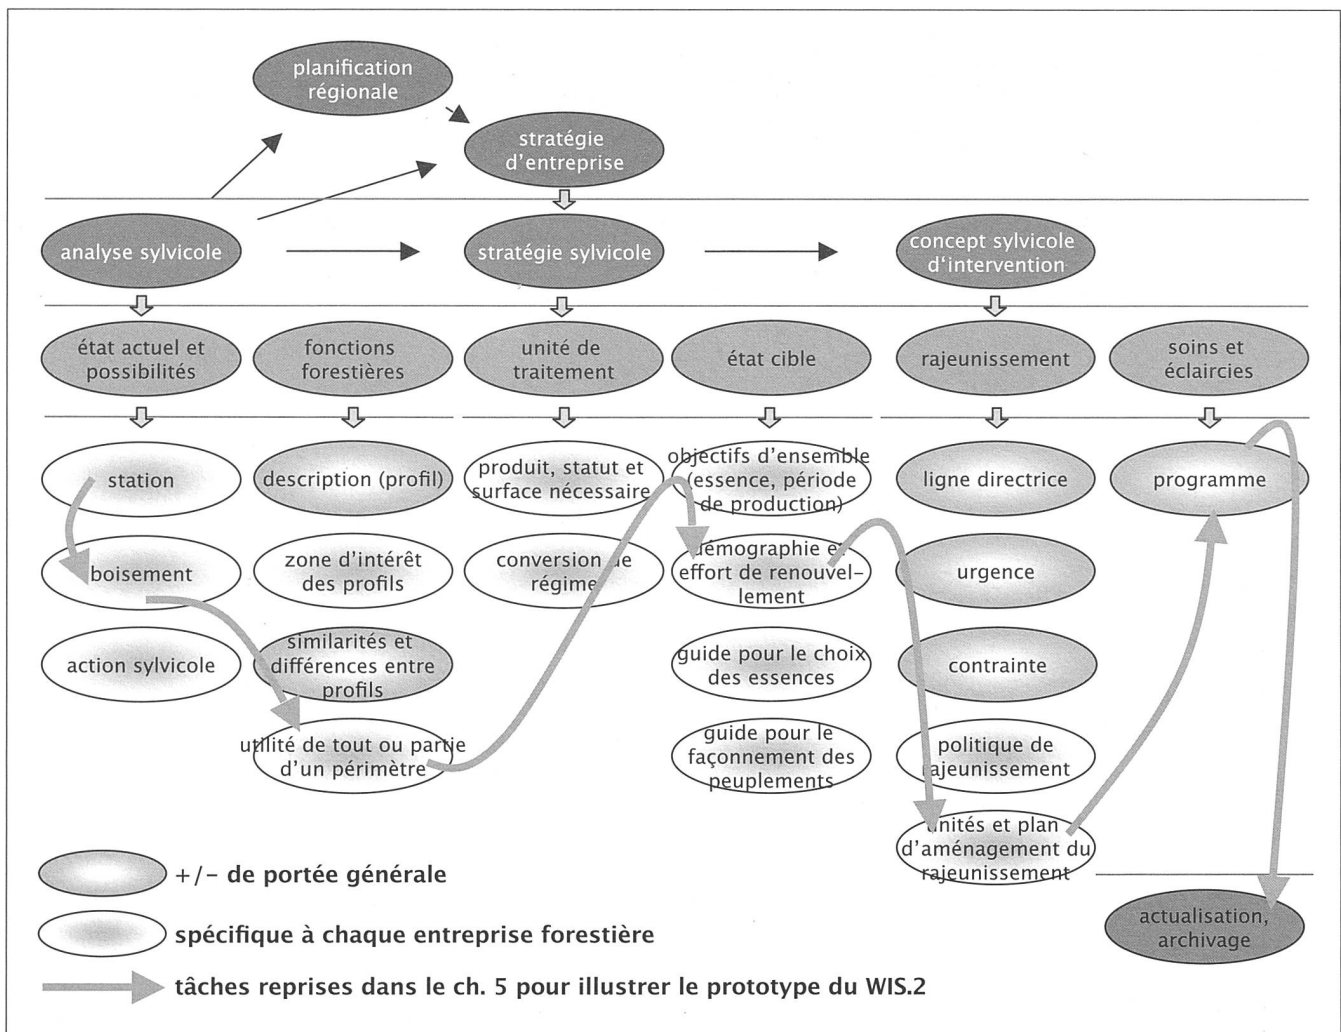 planification
régionale
stratégie
d'entreprise
analyse sylvicole
stratégie sylvicole
concept sylvicole
d'intervention
état actuel et
possibilités
fonctions
forestières
unité de
traitement
état cible
rajeunissement
soins et
éclaircies
station
description (profil)
produit, statut et
surface nécessaire
objectifs d'ensemble
(essence, période
de production)
ligne directrice
programme
boisement
zone d'intérêt
des profils
conversion de
régime
démographie et
effort de renouvel-
lement
urgence
action sylvicole
similarités et
différences entre
profils
guide pour le choix
des essences
contrainte
utilité de tout ou partie
d'un périmètre
guide pour le
façonnement des
peuplements
politique de
rajeunissement
unités et plan
d'aménagement du
rajeunissement
actualisation,
archivage
+/- de portée générale
spécifique à chaque entreprise forestière
tâches reprises dans le ch. 5 pour illustrer le prototype du WIS.2